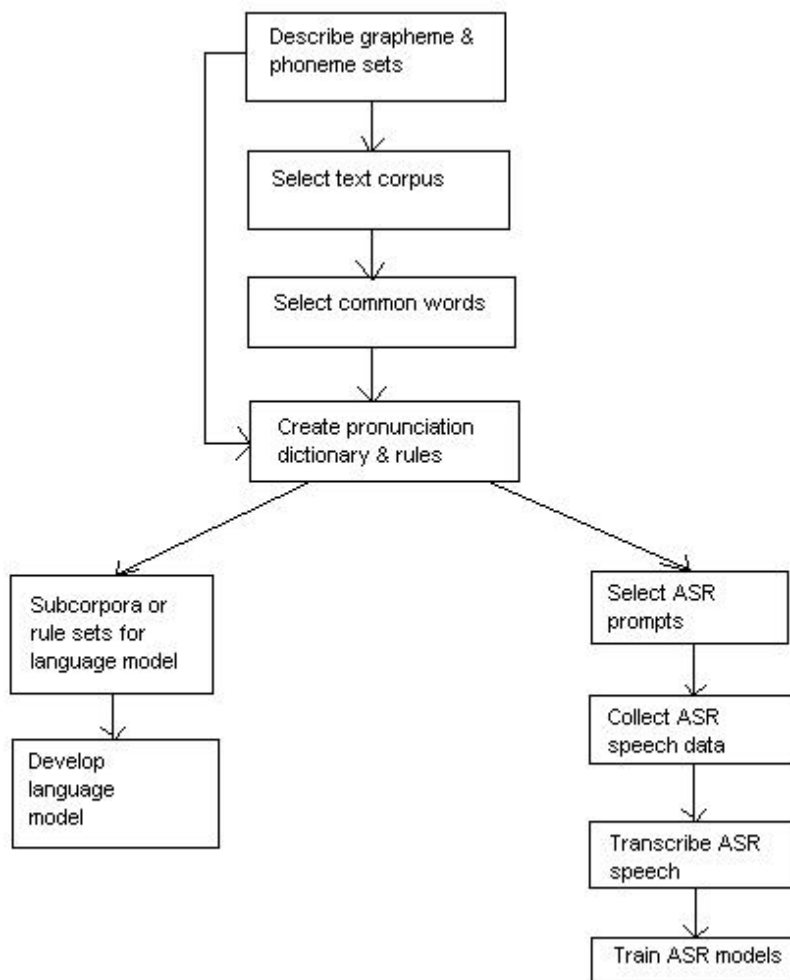 Describe grapheme &
phoneme sets
Select text corpus
Select common words
Create pronunciation
dictionary & rules
Subcorpora or
rule sets for
language model
Develop
language
model
Select ASR
prompts
Collect ASR
speech data
Transcribe ASR
speech
Train ASR models